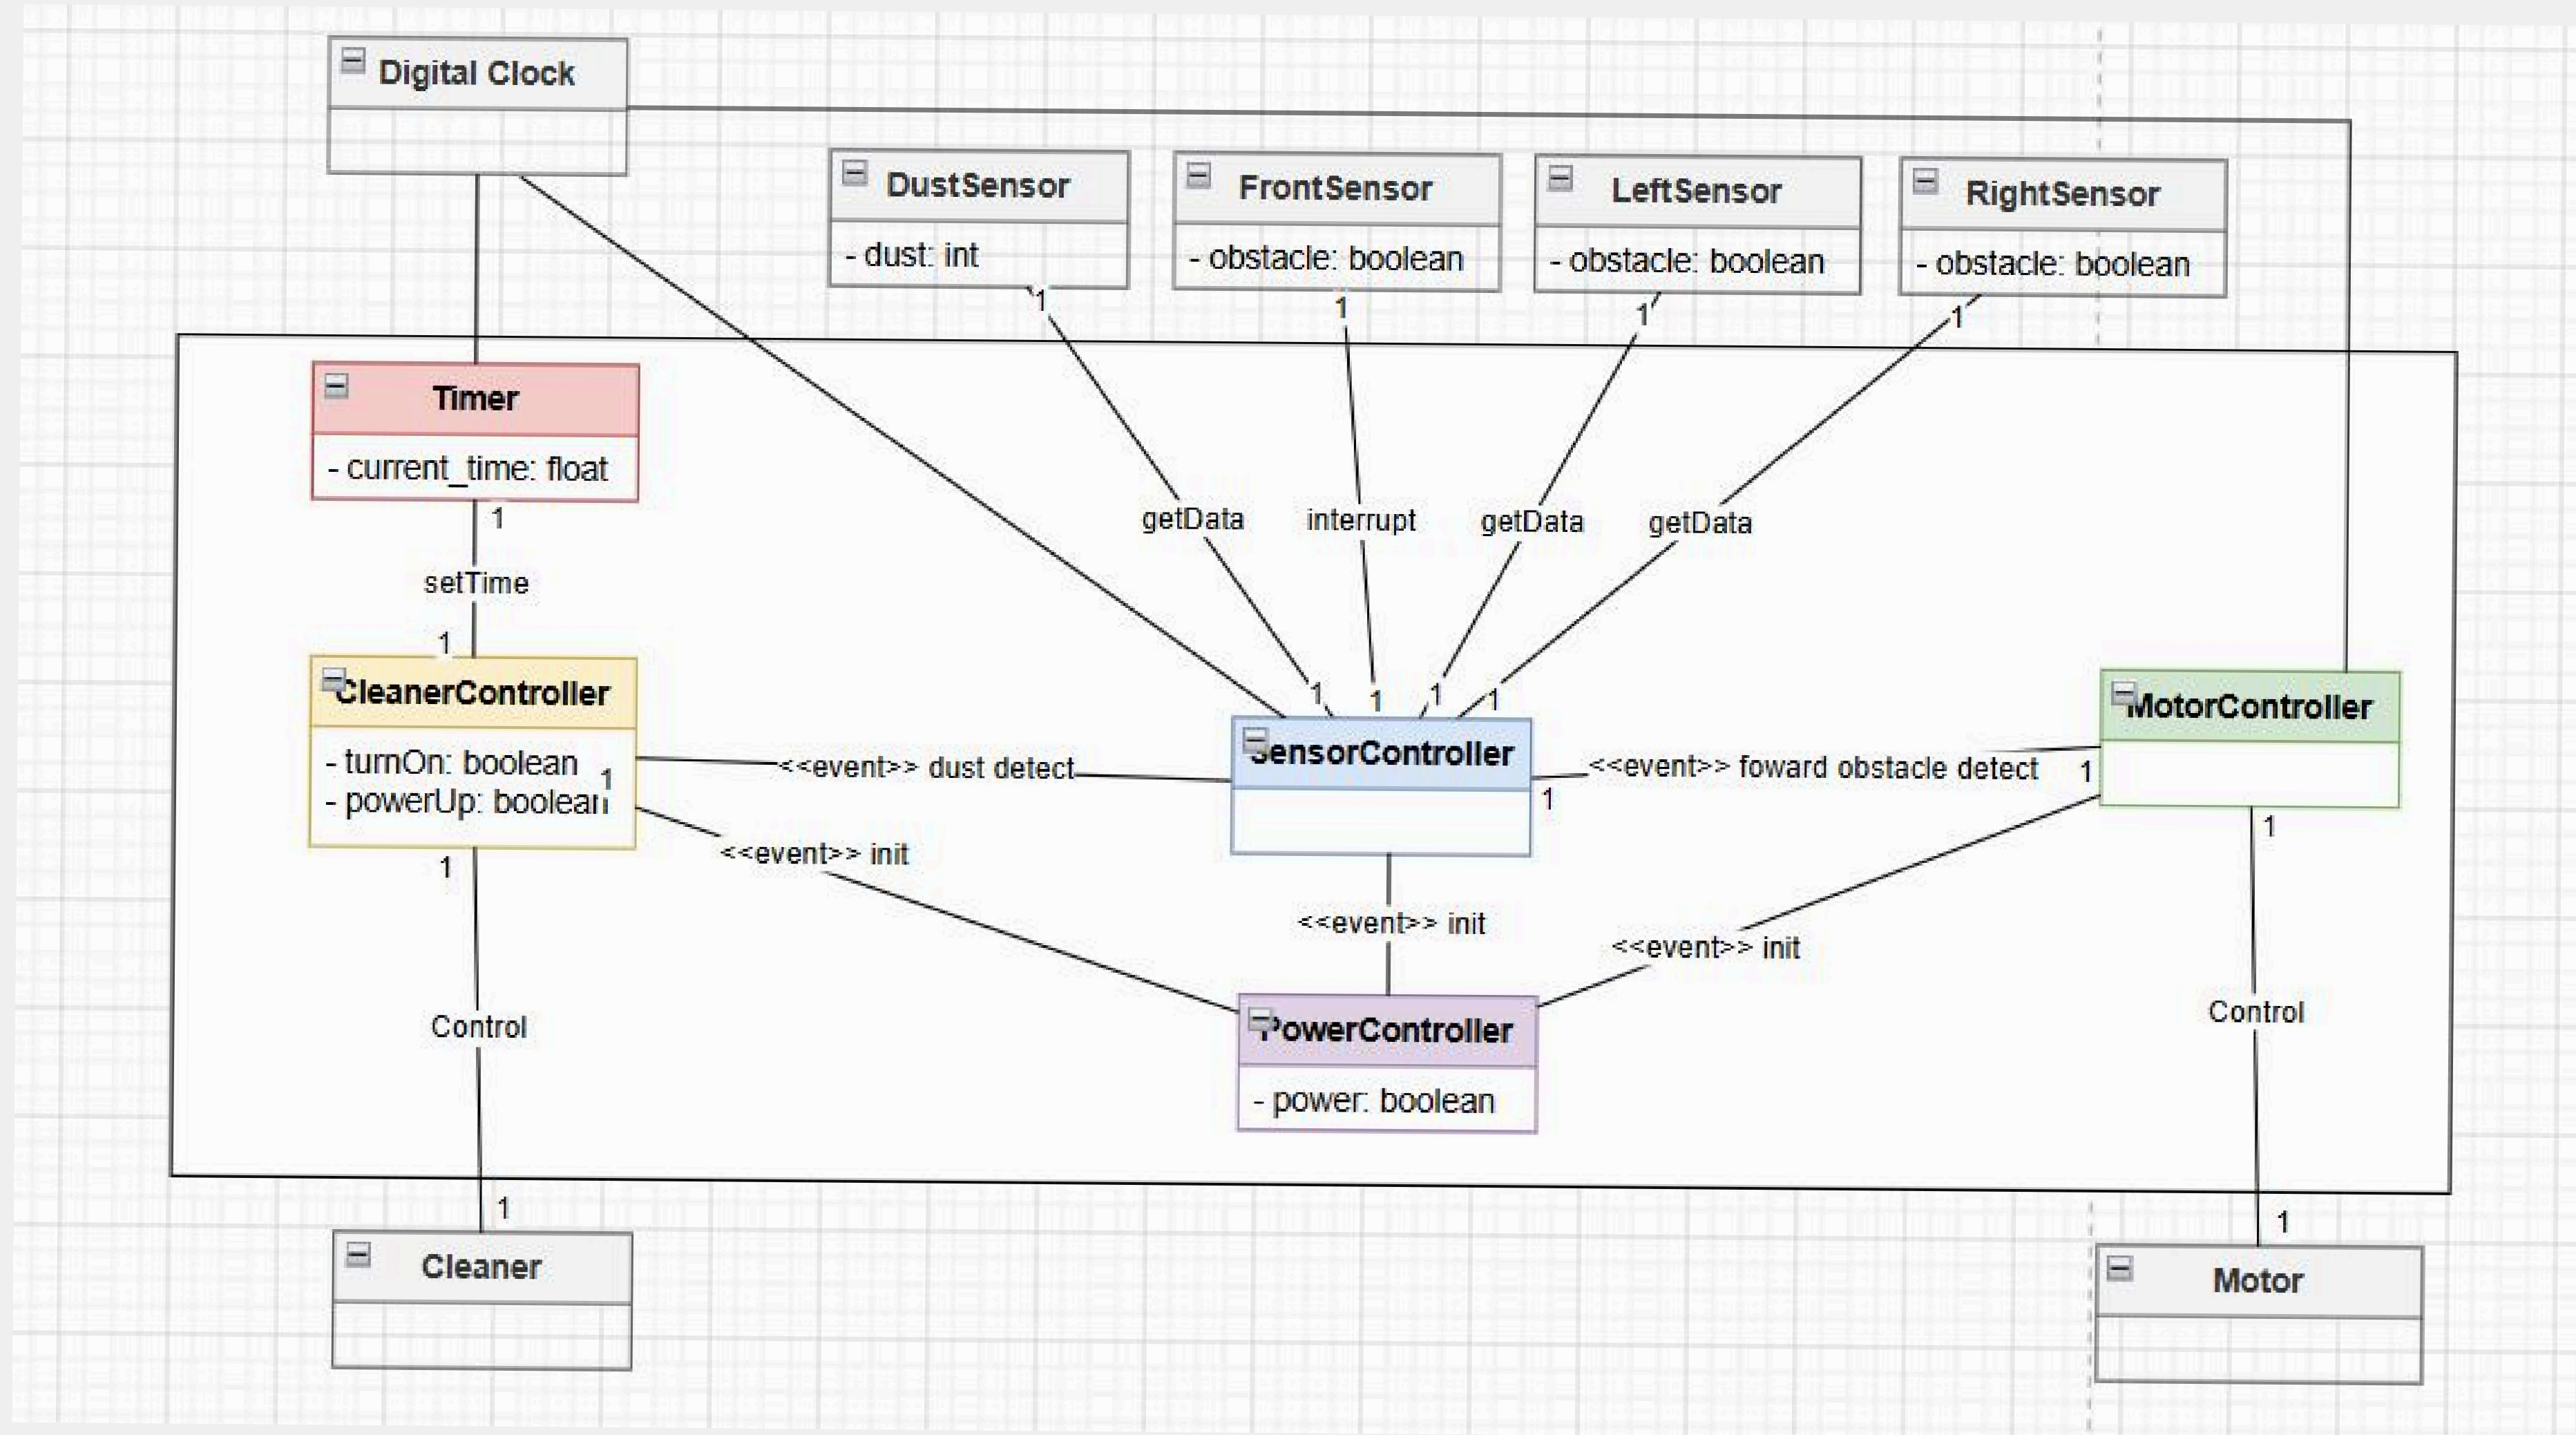 Digital Clock
DustSensor
- dust: int
FrontSensor
- obstacle: boolean
LeftSensor
- obstacle: boolean
RightSensor
- obstacle: boolean
1
1
1
1
Timer
- current_time: float
1
setTime
1
getData
interrupt
getData
getData
1
1
1
1
CleanerController
- turnOn: boolean
- powerUp: boolean
1
<<event>> dust detect
SensorController
<<event>> foward obstacle detect
1
1
MotorController
1
1
<<event>> init
<<event>> init
<<event>> init
PowerController
- power: boolean
Control
Control
1
1
Cleaner
Motor